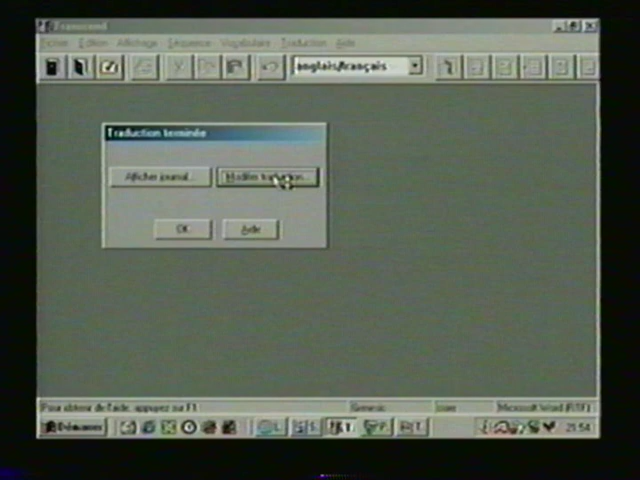 Transcend
Fichier Edition Affichage Séquence Vocabulaire Traduction Aide
anglais/français
Traduction terminée
Afficher journal... Modifier traduction...
OK Aide
Pour obtenir de l'aide, appuyez sur F1 Generic Microsoft Word (RTF)
Démarrer 21:54